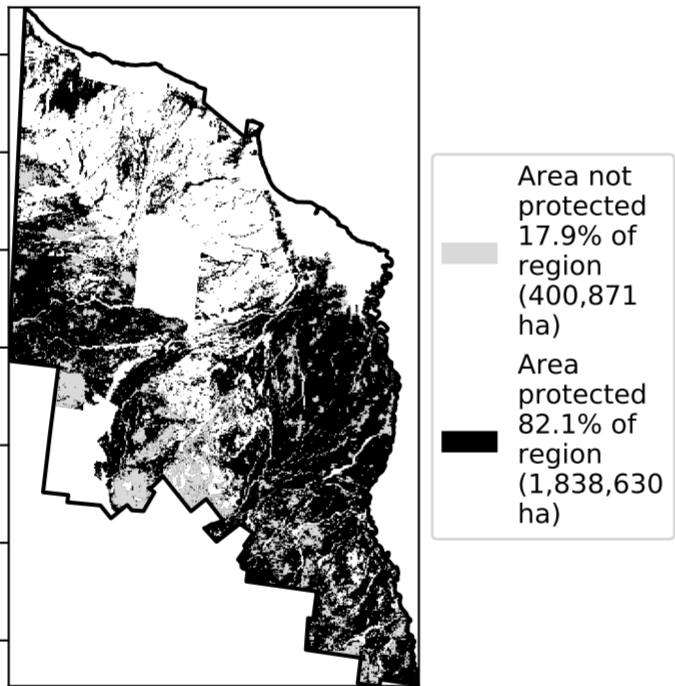 Area not
protected
17.9% of
region
(400,871
ha)
Area
protected
82.1% of
region
(1,838,630
ha)